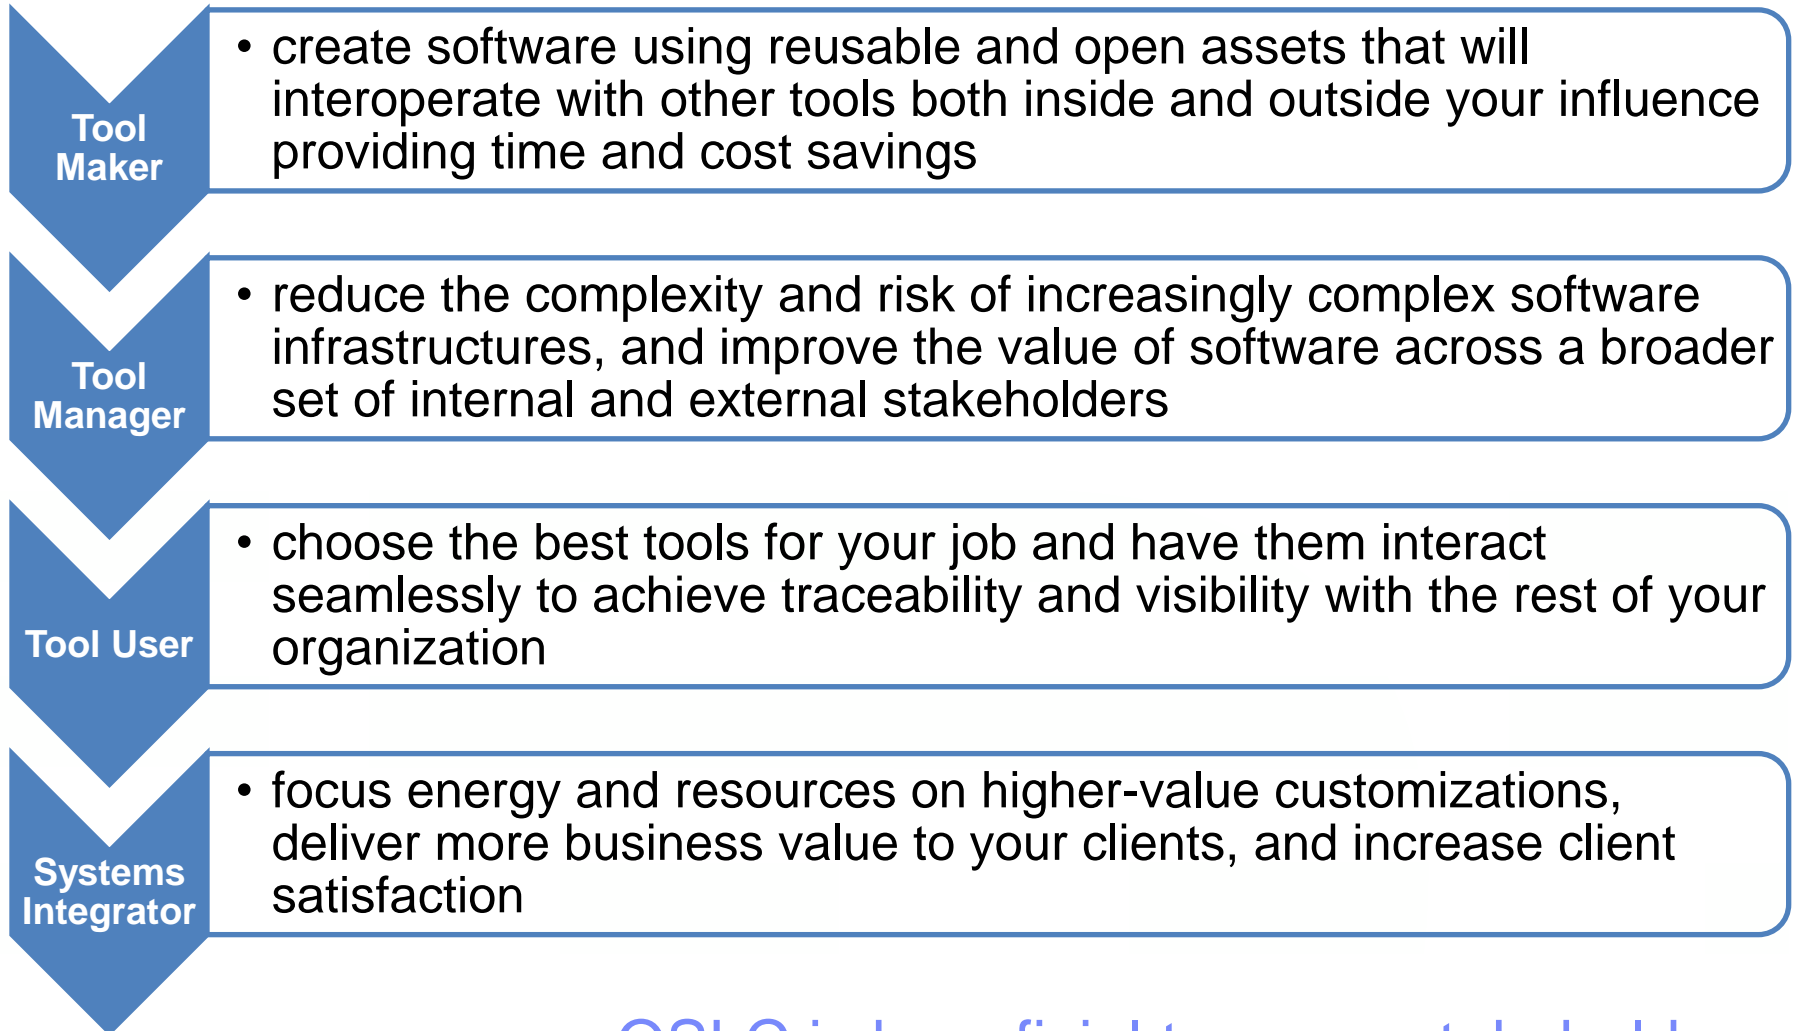 Tool
Maker
• create software using reusable and open assets that will
interoperate with other tools both inside and outside your influence
providing time and cost savings
Tool
Manager
• reduce the complexity and risk of increasingly complex software
infrastructures, and improve the value of software across a broader
set of internal and external stakeholders
Tool User
• choose the best tools for your job and have them interact
seamlessly to achieve traceability and visibility with the rest of your
organization
Systems
Integrator
• focus energy and resources on higher-value customizations,
deliver more business value to your clients, and increase client
satisfaction
OSLC is beneficial to